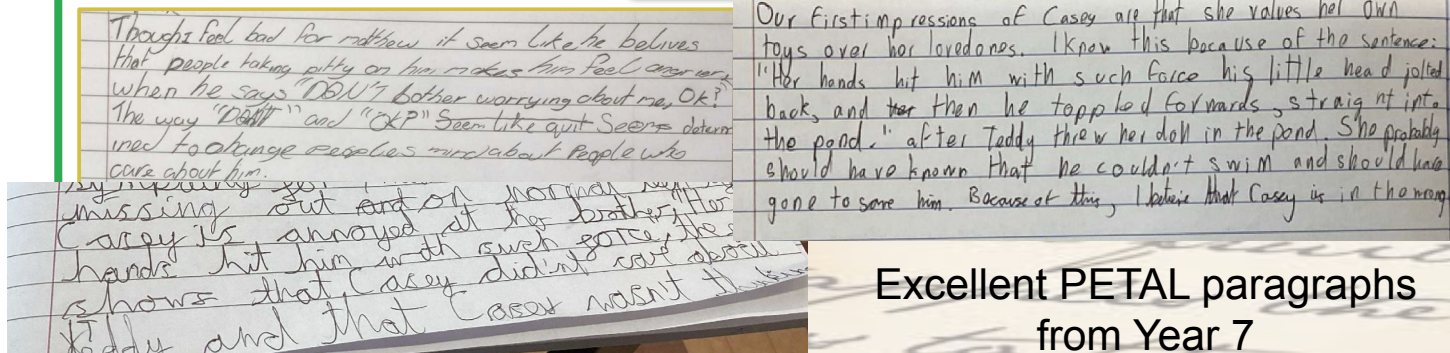 Though I feel bad for matthew it seem like he belives
that people taking pitty on him makes him feel angr
when he says "DON'T bother worrying about me, Ok?"
The way and "OK?" Seem like quit Seems determ
ined to change peoples mind about People who
care about him.
Our first impressions of Casey are that she values her own
toys over her lovedones. I know this because of the sentence:
"Her hands hit him with such force his little head jolted
back, and then he toppled forwards, straight into
the pond." after Teddy threw her doll in the pond. She probably
should have known that he couldn't swim and should have
gone to save him. Because of this, I believe that Casey is in the wrong
missing out on normal
Casey is annoyed at her brother, Her
hands hit him with such force, the
shows that Casey did'nt care about
Teddy and that Casey wasn't
Excellent PETAL paragraphs
from Year 7